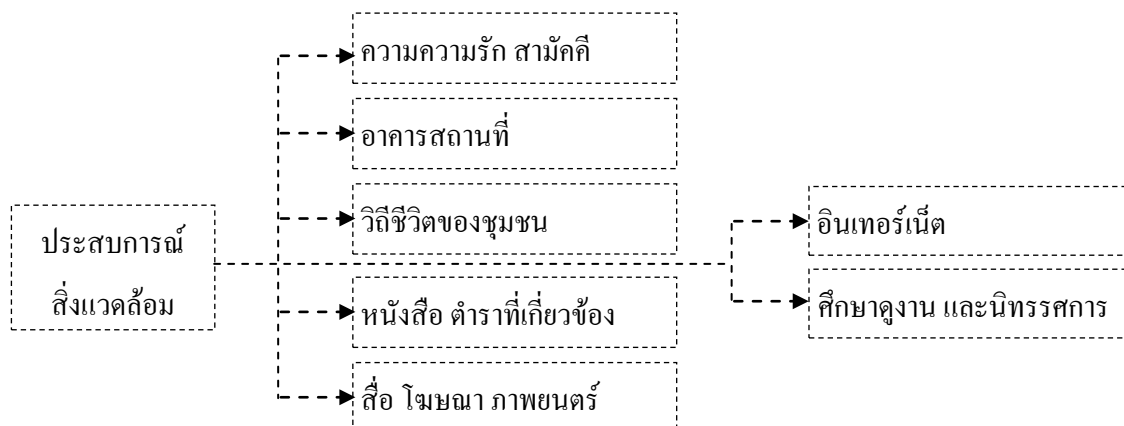 ความความรัก สามัคคี
อาคารสถานที่
วิถีชีวิตของชุมชน
ประสบการณ์
สิ่งแวดล้อม
หนังสือ ตำราที่เกี่ยวข้อง
สื่อ โฆษณา ภาพยนตร์
อินเทอร์เน็ต
ศึกษาดูงาน และนิทรรศการ